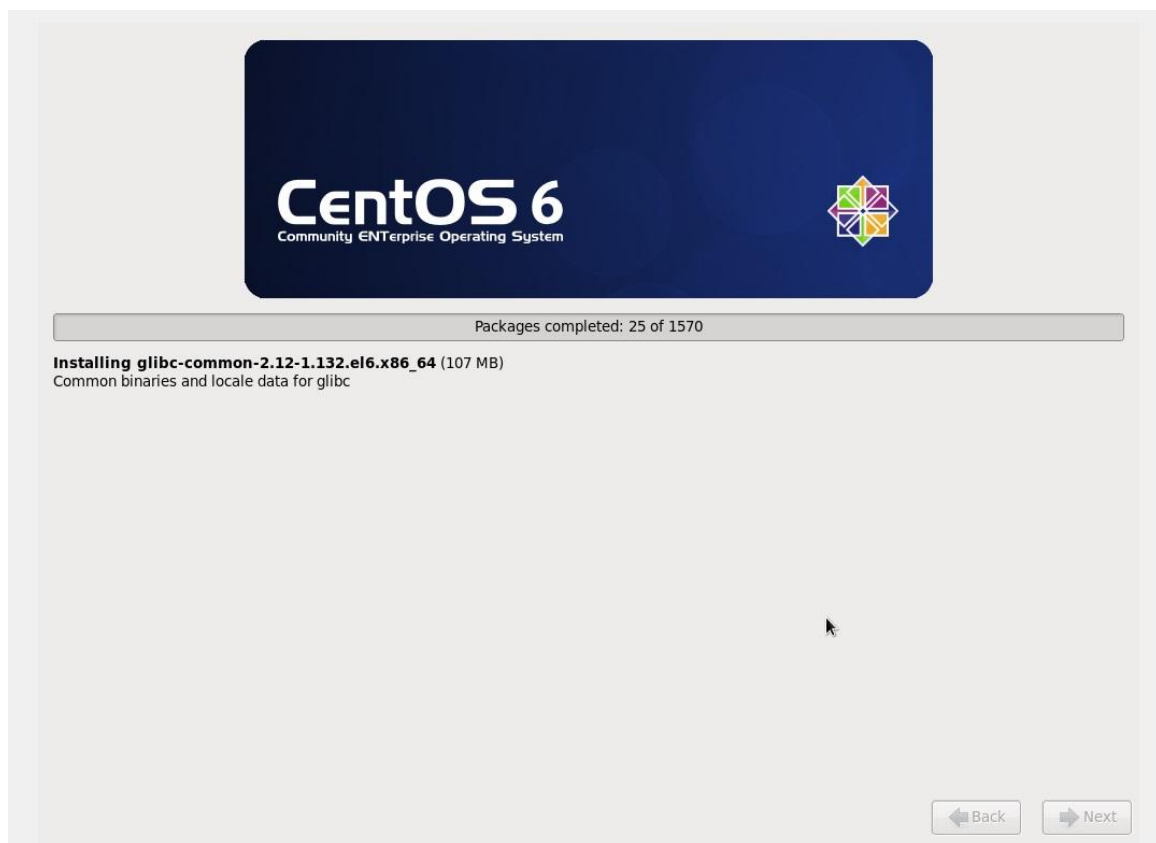 CentOS 6
Community ENTerprise Operating System
Packages completed: 25 of 1570
Installing glibc-common-2.12-1.132.el6.x86_64 (107 MB)
Common binaries and locale data for glibc
Back
Next